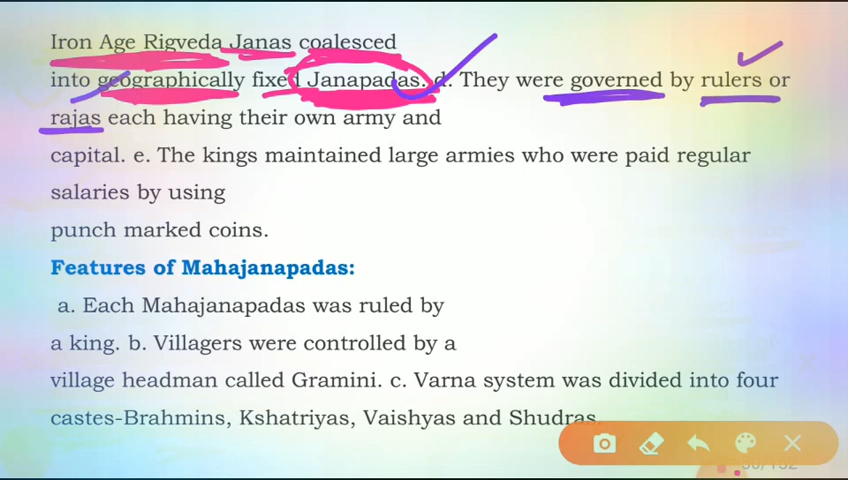 Iron Age Rigveda Janas coalesced
into geographically fixed Janapadas. d. They were governed by rulers or
rajas each having their own army and
capital. e. The kings maintained large armies who were paid regular
salaries by using
punch marked coins.
Features of Mahajanapadas:
a. Each Mahajanapadas was ruled by
a king. b. Villagers were controlled by a
village headman called Gramini. c. Varna system was divided into four
castes-Brahmins, Kshatriyas, Vaishyas and Shudras.